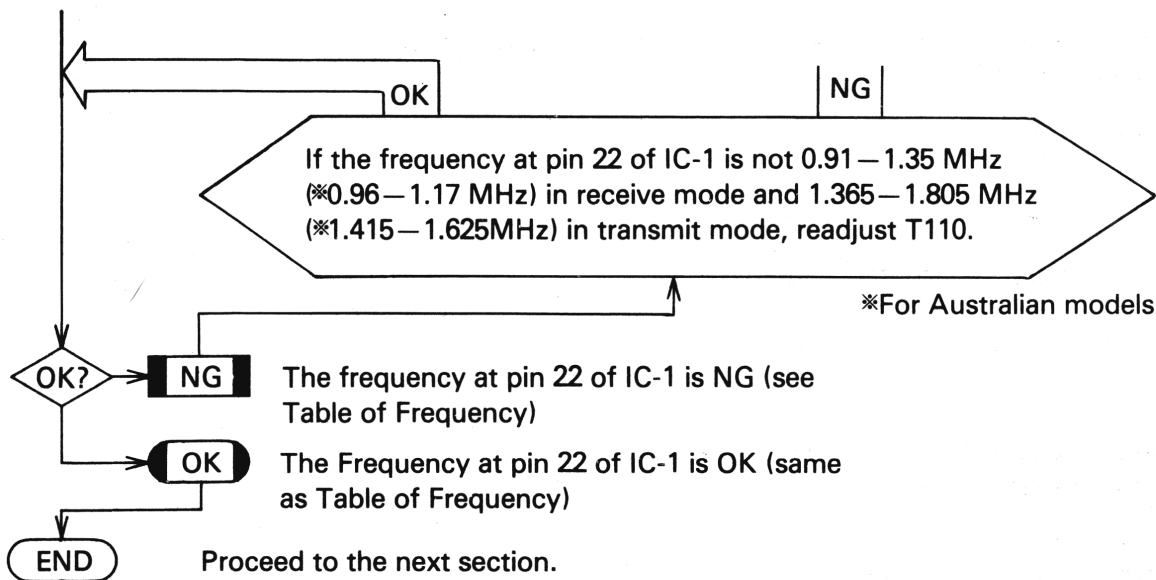 OK
NG
If the frequency at pin 22 of IC-1 is not 0.91－1.35 MHz
(※0.96－1.17 MHz) in receive mode and 1.365－1.805 MHz
(※1.415－1.625MHz) in transmit mode, readjust T110.
※For Australian models
OK?
NG
The frequency at pin 22 of IC-1 is NG (see
Table of Frequency)
OK
The Frequency at pin 22 of IC-1 is OK (same
as Table of Frequency)
END
Proceed to the next section.